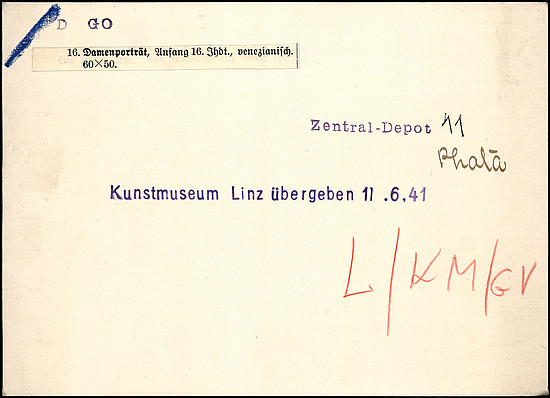 D GO
16. Damenporträt, Anfang 16. Jhdt., venezianisch.
60×50.
Zentral-Depot 11
Kunstmuseum Linz übergeben 11 .6.41
L/KM/GV